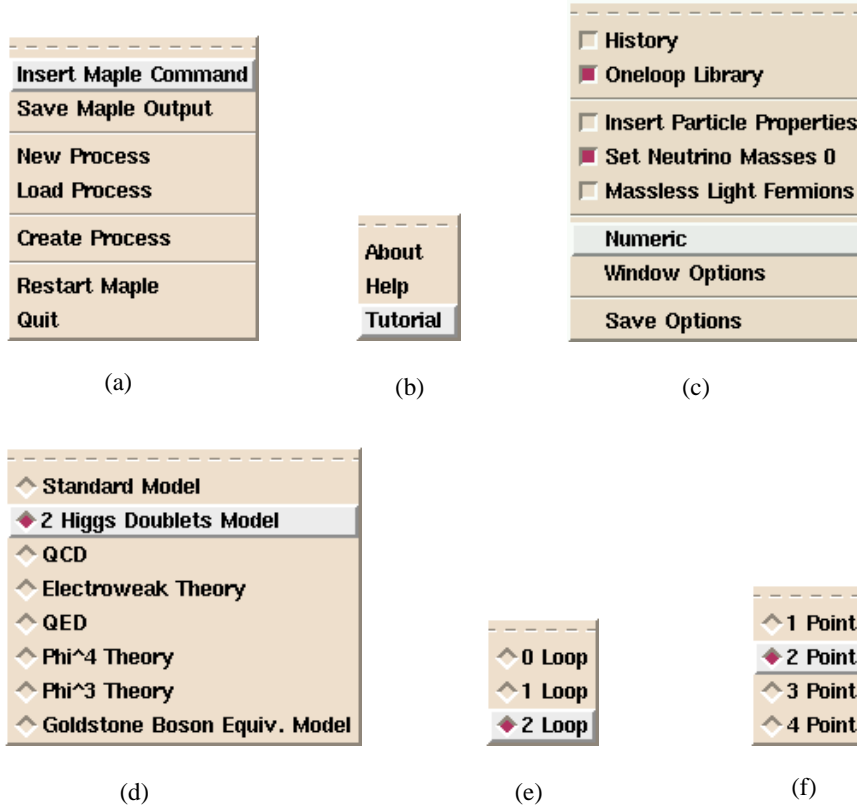 Insert Maple Command
Save Maple Output
New Process
Load Process
Create Process
Restart Maple
Quit
(a)
About
Help
Tutorial
(b)
History
Oneloop Library
Insert Particle Properties
Set Neutrino Masses 0
Massless Light Fermions
Numeric
Window Options
Save Options
(c)
Standard Model
2 Higgs Doublets Model
QCD
Electroweak Theory
QED
Phi^4 Theory
Phi^3 Theory
Goldstone Boson Equiv. Model
(d)
0 Loop
1 Loop
2 Loop
(e)
1 Point
2 Point
3 Point
4 Point
(f)